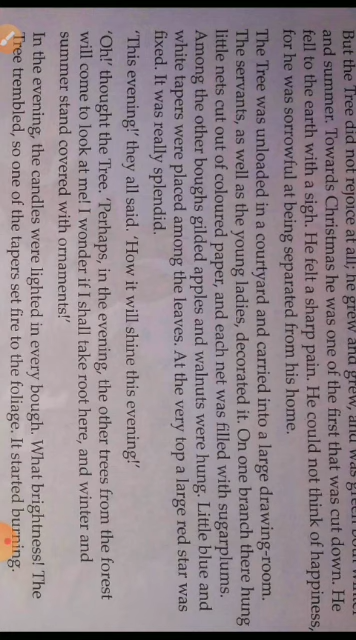 But the Tree did not rejoice at all; he grew and grew, and was
and summer. Towards Christmas he was one of the first that was cut down. He
fell to the earth with a sigh. He felt a sharp pain. He could not think of happiness,
for he was sorrowful at being separated from his home.
The Tree was unloaded in a courtyard and carried into a large drawing-room.
The servants, as well as the young ladies, decorated it. On one branch there hung
little nets cut out of coloured paper, and each net was filled with sugarplums.
Among the other boughs gilded apples and walnuts were hung. Little blue and
white tapers were placed among the leaves. At the very top a large red star was
fixed. It was really splendid.
'This evening!' they all said. 'How it will shine this evening!'
'Oh!' thought the Tree. 'Perhaps, in the evening, the other trees from the forest
will come to look at me! I wonder if I shall take root here, and winter and
summer stand covered with ornaments!'
In the evening, the candles were lighted in every bough. What brightness! The
Tree trembled, so one of the tapers set fire to the foliage. It started burning.